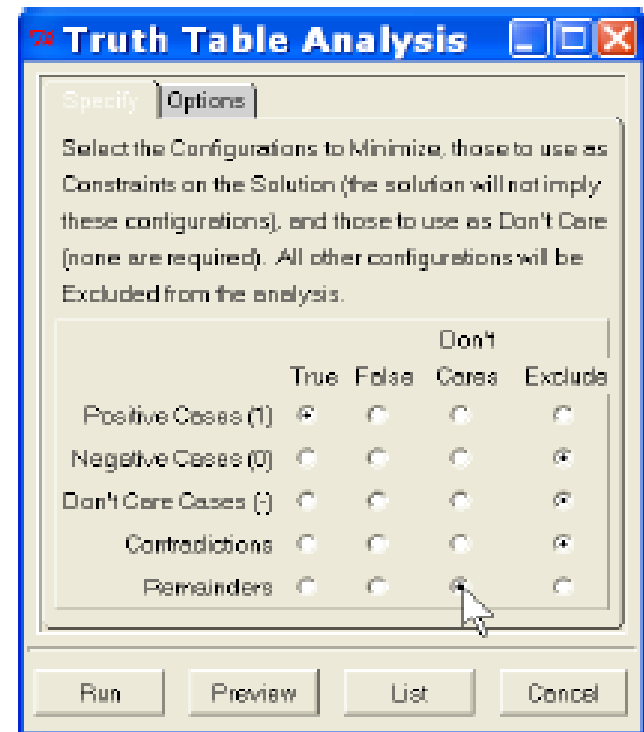 Truth Table Analysis
Specify Options
Select the Configurations to Minimize, those to use as
Constraints on the Solution (the solution will not imply
these configurations), and those to use as Don't Care
(none are required). All other configurations will be
Excluded from the analysis.
Don't
True False Cares Exclude
Positive Cases (1)
Negative Cases (0)
Don't Care Cases (-)
Contradictions
Remainders
Run Preview List Cancel